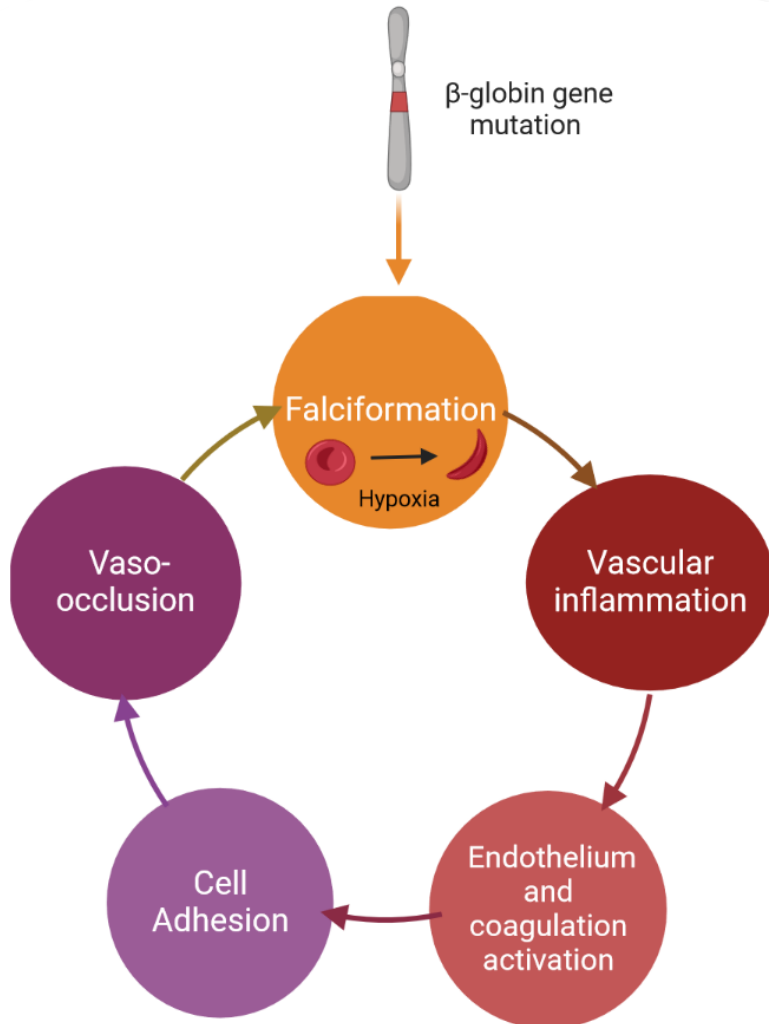 β-globin gene
mutation
Falciformation
Hypoxia
Vascular
inflammation
Endothelium
and
coagulation
activation
Cell
Adhesion
Vaso-
occlusion